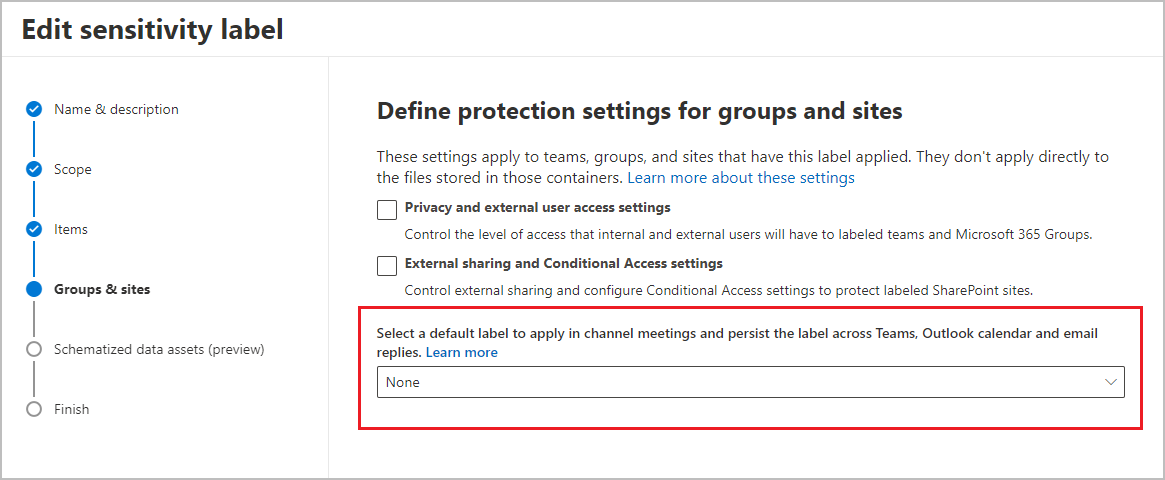 Edit sensitivity label
Name & description
Scope
Items
Groups & sites
Schematized data assets (preview)
Finish
Define protection settings for groups and sites
These settings apply to teams, groups, and sites that have this label applied. They don't apply directly to
the files stored in those containers. Learn more about these settings
Privacy and external user access settings
Control the level of access that internal and external users will have to labeled teams and Microsoft 365 Groups.
External sharing and Conditional Access settings
Control external sharing and configure Conditional Access settings to protect labeled SharePoint sites.
Select a default label to apply in channel meetings and persist the label across Teams, Outlook calendar and email
replies. Learn more
None